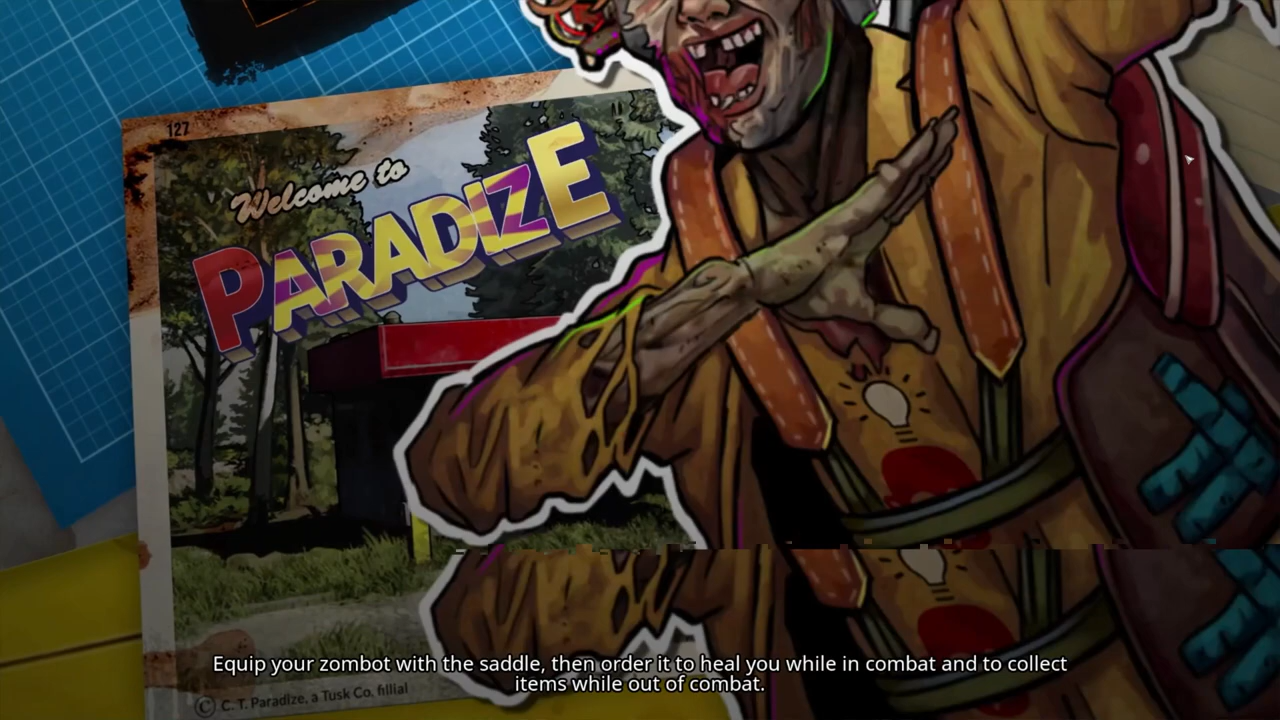 127
Welcome to
PARADIZE
Equip your zombot with the saddle, then order it to heal you while in combat and to collect
items while out of combat.
© C. T. Paradize, a Tusk Co. filial